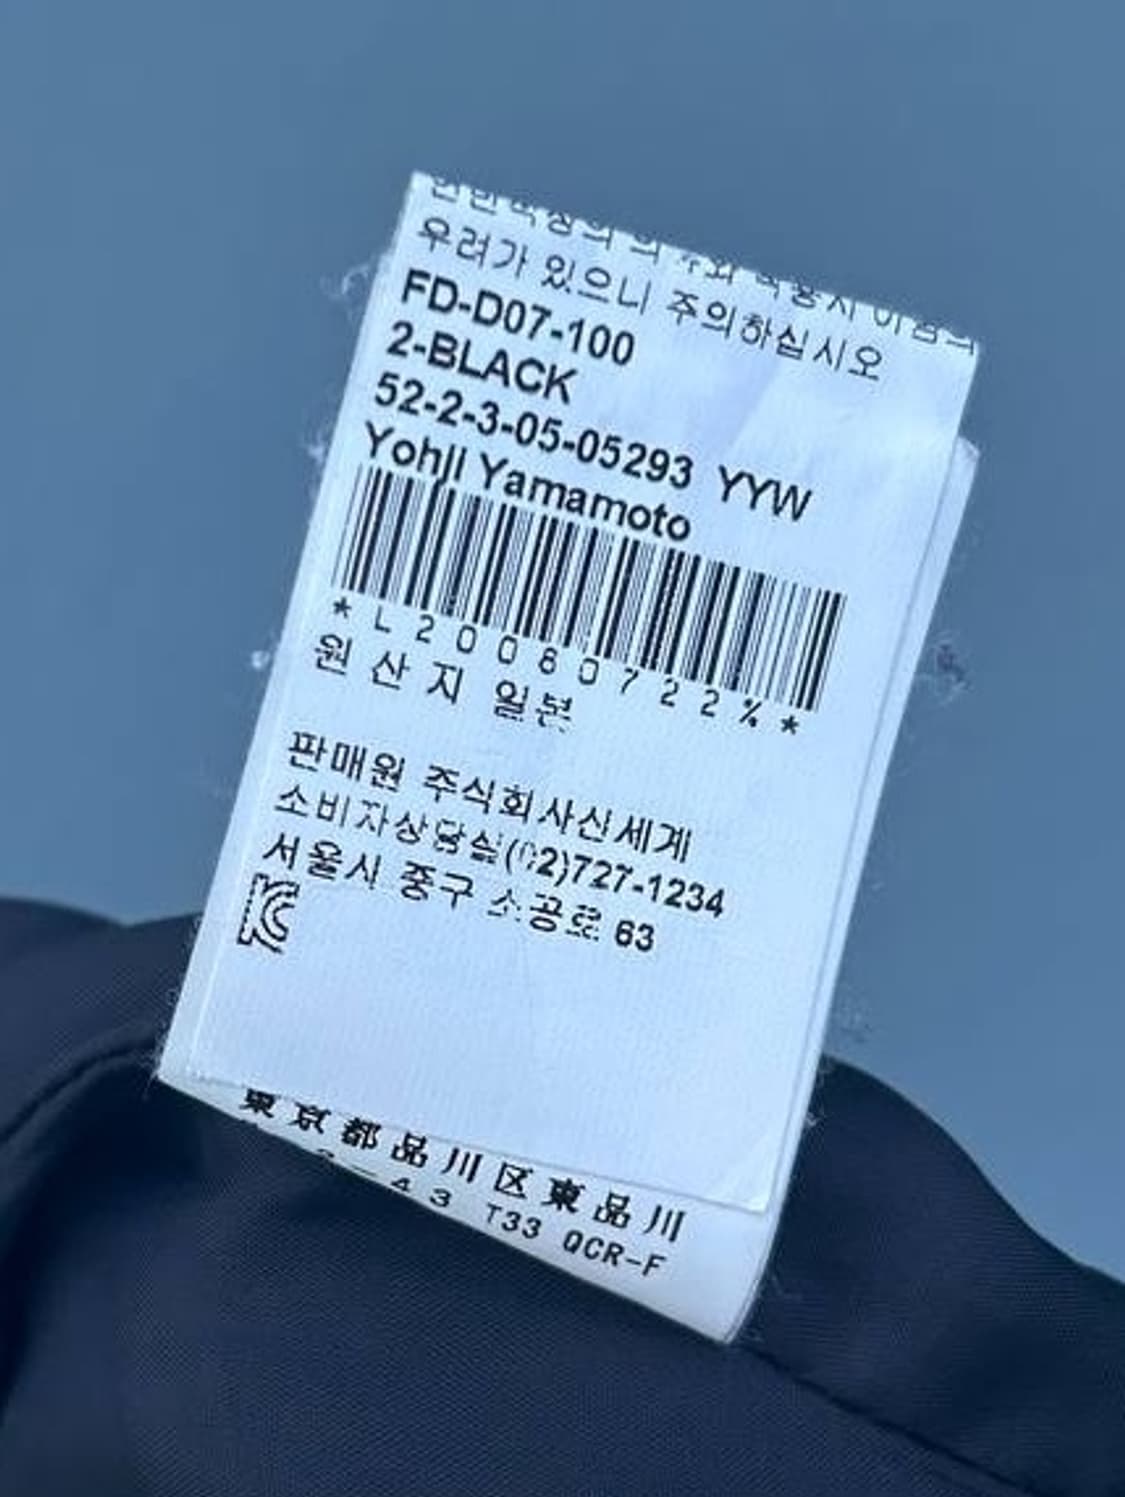 우려가 있으니 주의하십시오
FD-D07-100
2-BLACK
52-2-3-05-05293 YYW
Yohji Yamamoto
*L20060722%*
원산지 일본
판매원 주식회사신세계
소비자상담실(02)727-1234
서울시 중구 소공로 63
東京都品川区東品川
43 T33 QCR-F